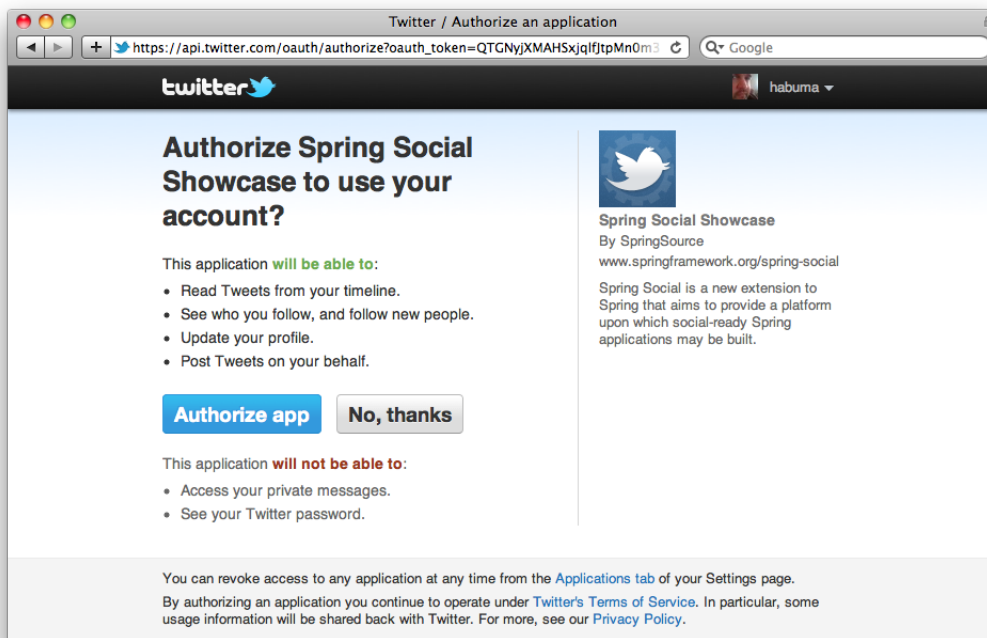 Twitter / Authorize an application
https://api.twitter.com/oauth/authorize?oauth_token=QTGNyjXMAHSxjqlfJtpMn0m3
Google
twitter
habuma
Authorize Spring Social
Showcase to use your
account?
This application will be able to:
• Read Tweets from your timeline.
• See who you follow, and follow new people.
• Update your profile.
• Post Tweets on your behalf.
Authorize app
No, thanks
This application will not be able to:
• Access your private messages.
• See your Twitter password.
Spring Social Showcase
By SpringSource
www.springframework.org/spring-social
Spring Social is a new extension to
Spring that aims to provide a platform
upon which social-ready Spring
applications may be built.
You can revoke access to any application at any time from the Applications tab of your Settings page.
By authorizing an application you continue to operate under Twitter's Terms of Service. In particular, some
usage information will be shared back with Twitter. For more, see our Privacy Policy.